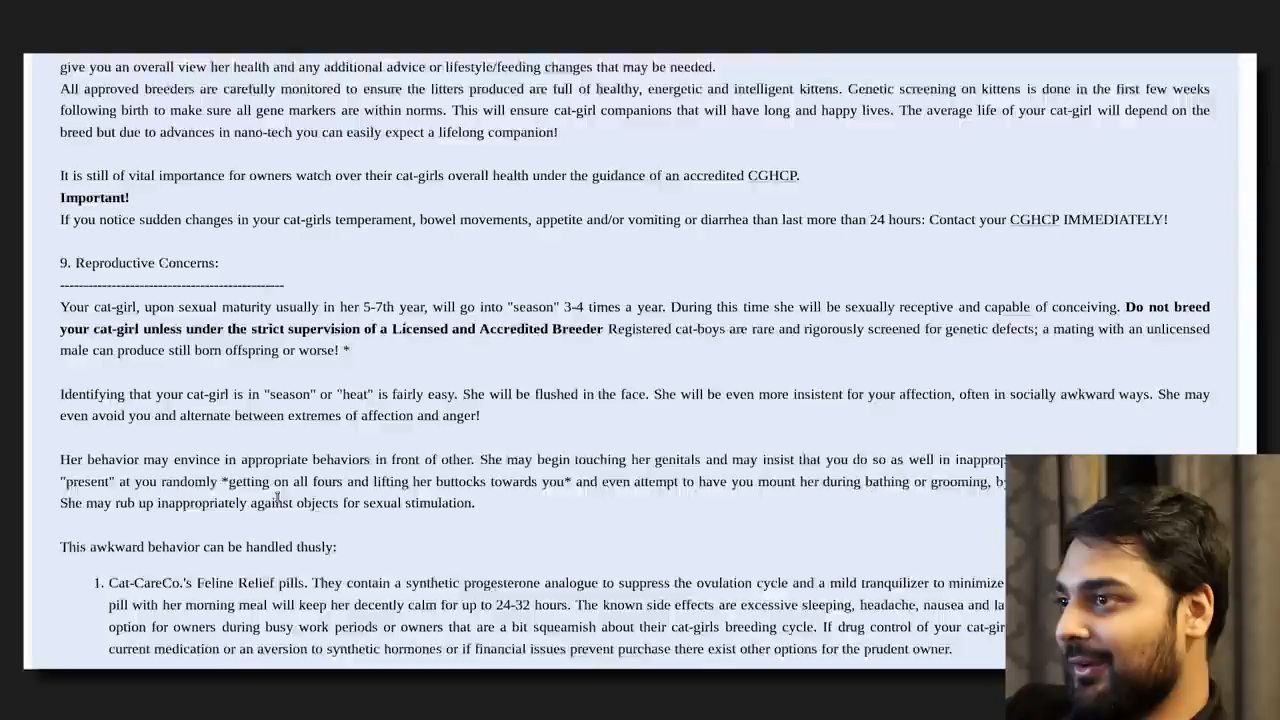 give you an overall view her health and any additional advice or lifestyle/feeding changes that may be needed.
All approved breeders are carefully monitored to ensure the litters produced are full of healthy, energetic and intelligent kittens. Genetic screening on kittens is done in the first few weeks
following birth to make sure all gene markers are within norms. This will ensure cat-girl companions that will have long and happy lives. The average life of your cat-girl will depend on the
breed but due to advances in nano-tech you can easily expect a lifelong companion!
It is still of vital importance for owners watch over their cat-girls overall health under the guidance of an accredited CGHCP.
Important!
If you notice sudden changes in your cat-girls temperament, bowel movements, appetite and/or vomiting or diarrhea than last more than 24 hours: Contact your CGHCP IMMEDIATELY!
9. Reproductive Concerns:
------------------------------------------------
Your cat-girl, upon sexual maturity usually in her 5-7th year, will go into "season" 3-4 times a year. During this time she will be sexually receptive and capable of conceiving. Do not breed
your cat-girl unless under the strict supervision of a Licensed and Accredited Breeder Registered cat-boys are rare and rigorously screened for genetic defects; a mating with an unlicensed
male can produce still born offspring or worse! *
Identifying that your cat-girl is in "season" or "heat" is fairly easy. She will be flushed in the face. She will be even more insistent for your affection, often in socially awkward ways. She may
even avoid you and alternate between extremes of affection and anger!
Her behavior may envince in appropriate behaviors in front of other. She may begin touching her genitals and may insist that you do so as well in
"present" at you randomly *getting on all fours and lifting her buttocks towards you* and even attempt to have you mount her during bathing or grooming,
She may rub up inappropriately against objects for sexual stimulation.
This awkward behavior can be handled thusly:
1. Cat-CareCo.'s Feline Relief pills. They contain a synthetic progesterone analogue to suppress the ovulation cycle and a mild tranquilizer to minimize
pill with her morning meal will keep her decently calm for up to 24-32 hours. The known side effects are excessive sleeping, headache, nausea and
option for owners during busy work periods or owners that are a bit squeamish about their cat-girls breeding cycle. If drug control of your
current medication or an aversion to synthetic hormones or if financial issues prevent purchase there exist other options for the prudent owner.